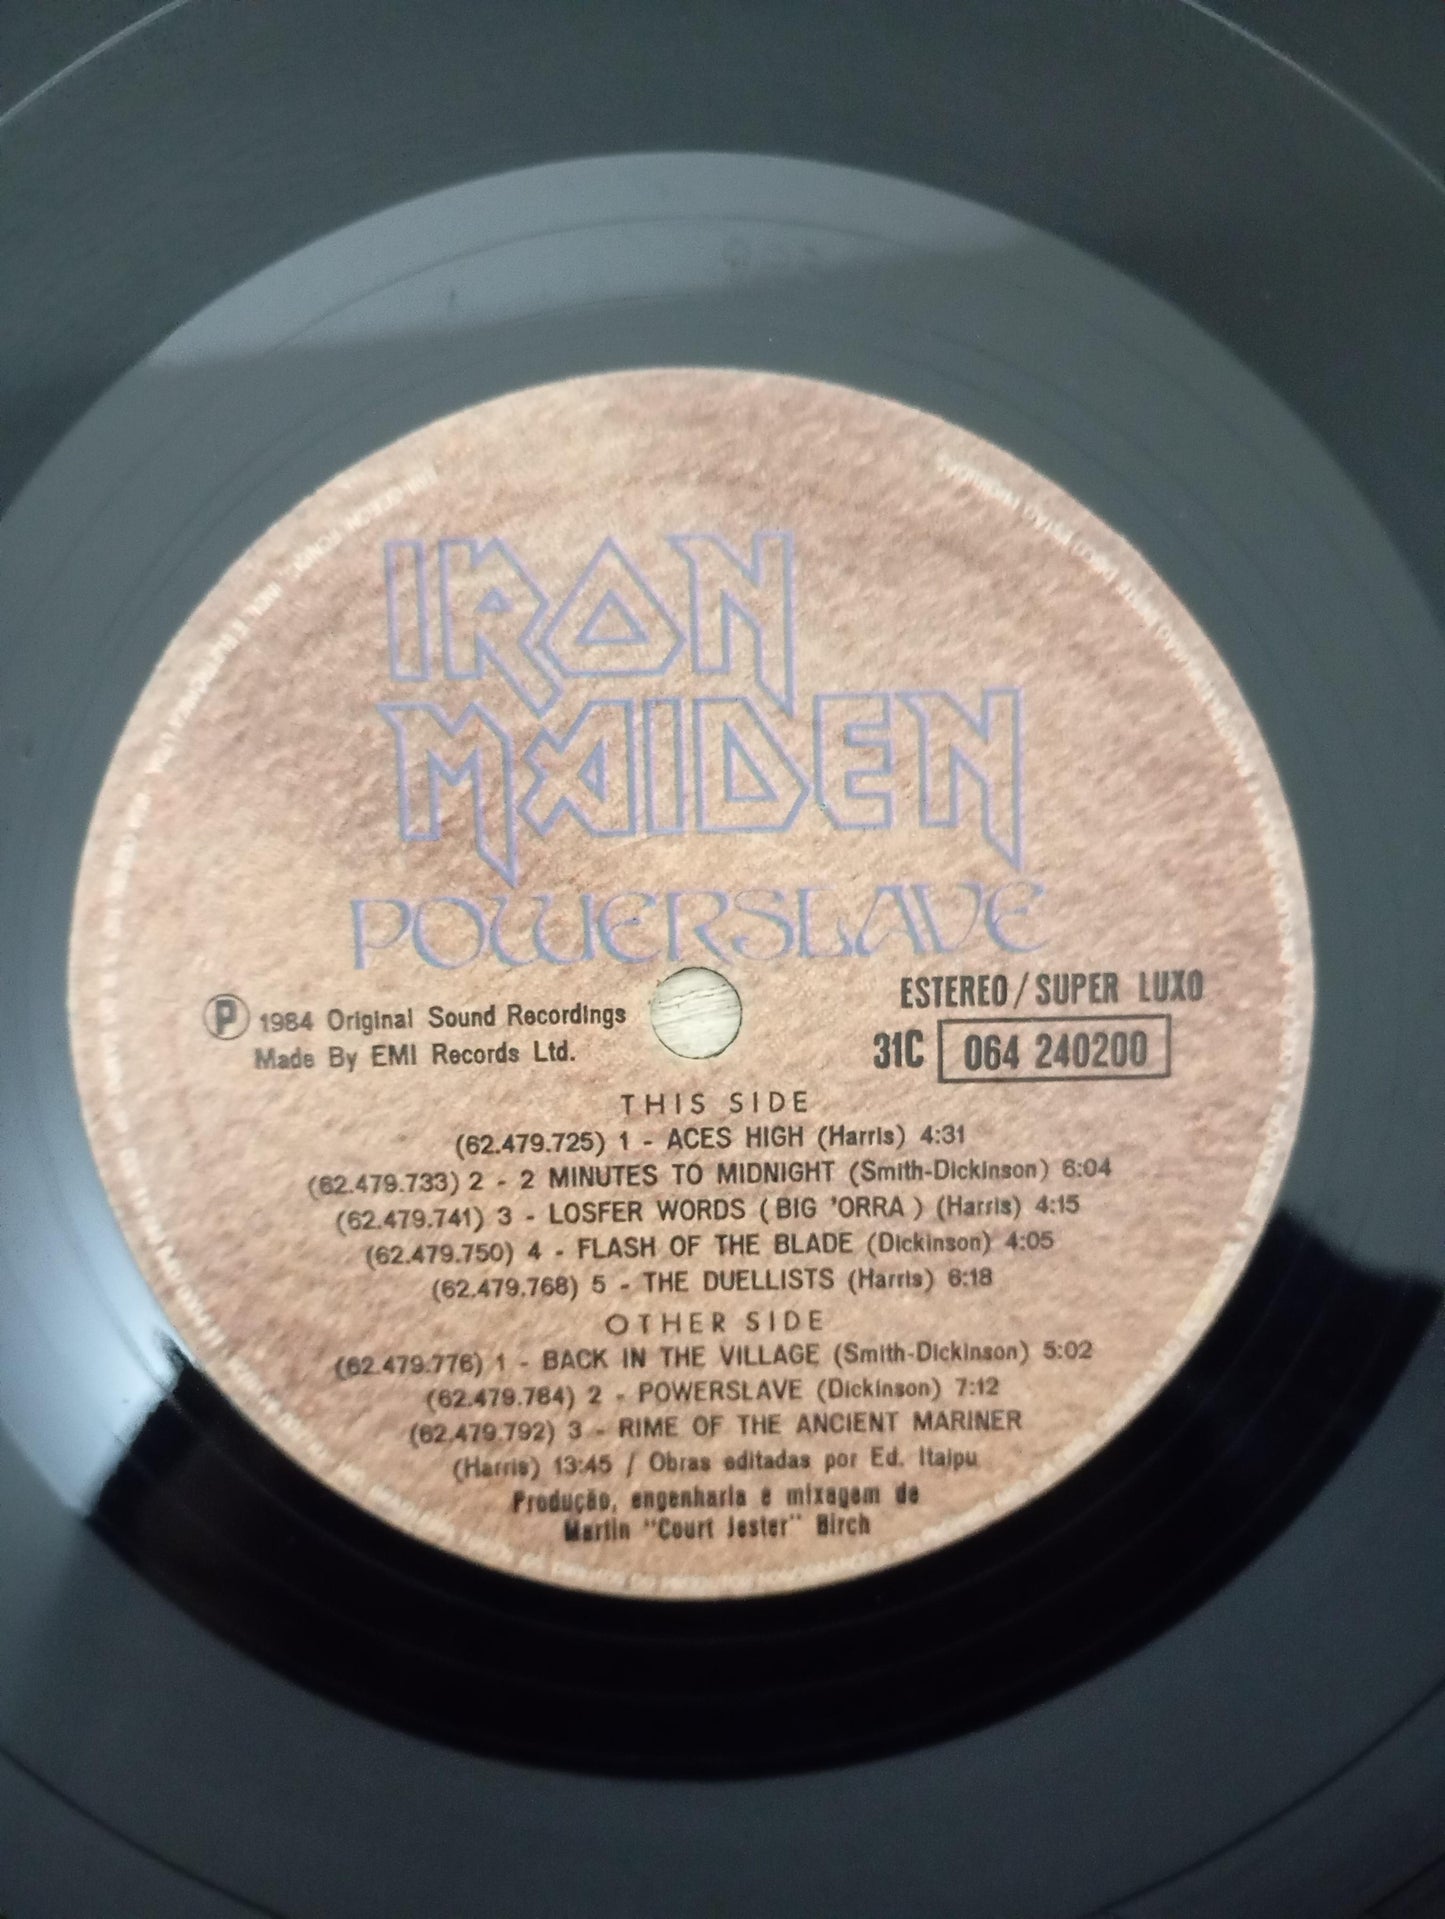 IRON
MAIDEN
POWERSLAVE
Ⓟ 1984 Original Sound Recordings
Made By EMI Records Ltd.
ESTEREO / SUPER LUXO
31C 064 240200
THIS SIDE
(62.479.725) 1 - ACES HIGH (Harris) 4:31
(62.479.733) 2 - 2 MINUTES TO MIDNIGHT (Smith-Dickinson) 6:04
(62.479.741) 3 - LOSFER WORDS ( BIG 'ORRA ) (Harris) 4:15
(62.479.750) 4 - FLASH OF THE BLADE (Dickinson) 4:05
(62.479.768) 5 - THE DUELLISTS (Harris) 6:18
OTHER SIDE
(62.479.776) 1 - BACK IN THE VILLAGE (Smith-Dickinson) 5:02
(62.479.784) 2 - POWERSLAVE (Dickinson) 7:12
(62.479.792) 3 - RIME OF THE ANCIENT MARINER
(Harris) 13:45 / Obras editadas por Ed. Itaipu
Produção, engenharia e mixagem de
Martin "Court Jester" Birch